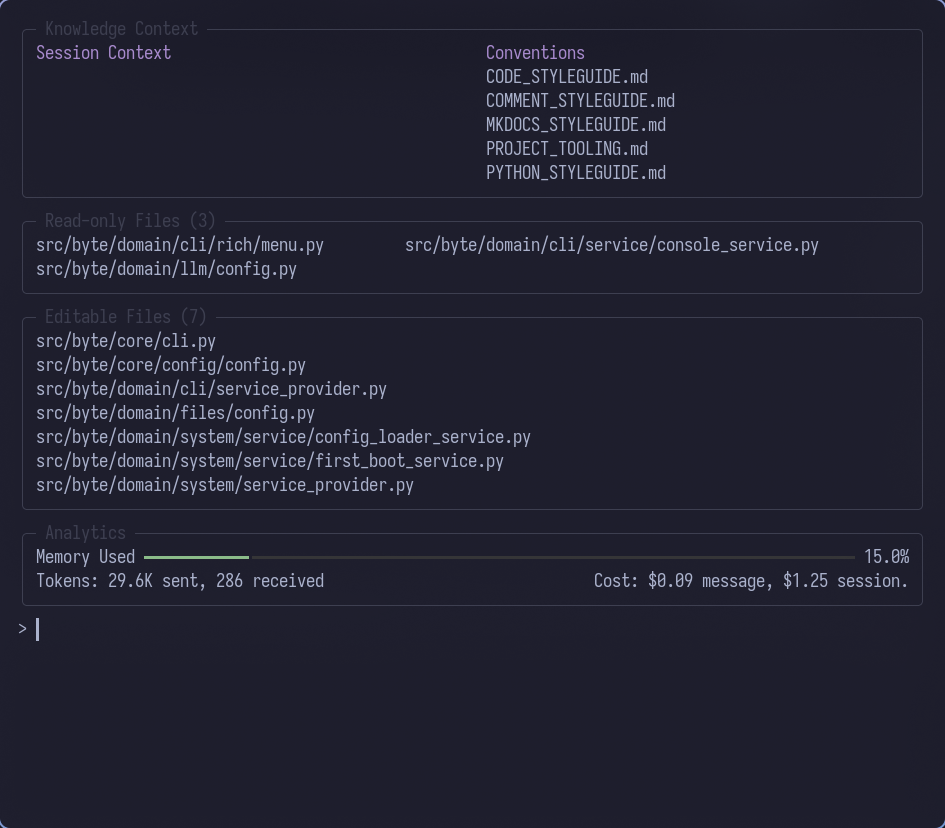 Knowledge Context
Session Context Conventions
CODE_STYLEGUIDE.md
COMMENT_STYLEGUIDE.md
MKDOCS_STYLEGUIDE.md
PROJECT_TOOLING.md
PYTHON_STYLEGUIDE.md
Read-only Files (3)
src/byte/domain/cli/rich/menu.py src/byte/domain/cli/service/console_service.py
src/byte/domain/llm/config.py
Editable Files (7)
src/byte/core/cli.py
src/byte/core/config/config.py
src/byte/domain/cli/service_provider.py
src/byte/domain/files/config.py
src/byte/domain/system/service/config_loader_service.py
src/byte/domain/system/service/first_boot_service.py
src/byte/domain/system/service_provider.py
Analytics
Memory Used 15.0%
Tokens: 29.6K sent, 286 received Cost: $0.09 message, $1.25 session.
>